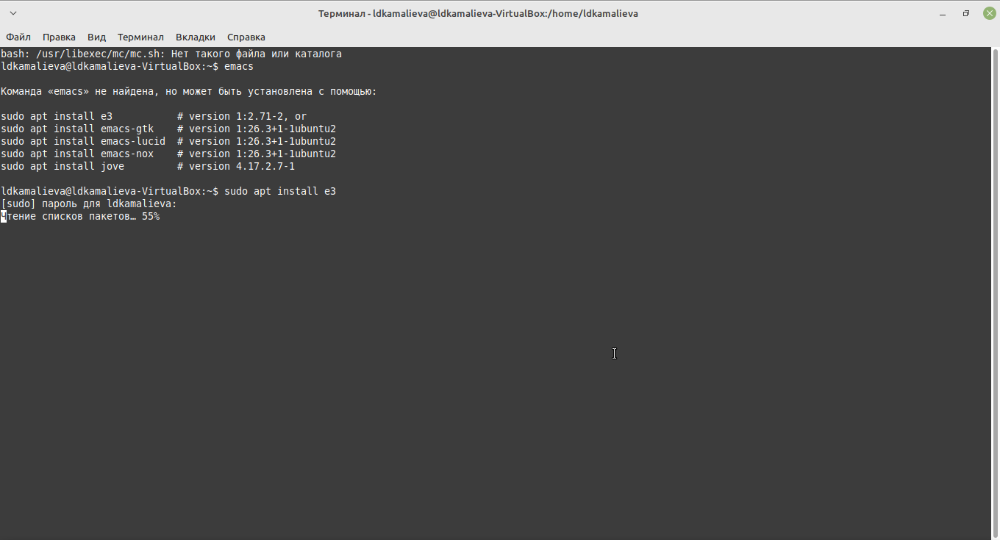 Терминал - ldkamalieva@ldkamalieva-VirtualBox:/home/ldkamalieva
Файл Правка Вид Терминал Вкладки Справка
bash: /usr/libexec/mc/mc.sh: Нет такого файла или каталога
ldkamalieva@ldkamalieva-VirtualBox:~$ emacs
Команда «emacs» не найдена, но может быть установлена с помощью:
sudo apt install e3           # version 1:2.71-2, or
sudo apt install emacs-gtk    # version 1:26.3+1-1ubuntu2
sudo apt install emacs-lucid  # version 1:26.3+1-1ubuntu2
sudo apt install emacs-nox    # version 1:26.3+1-1ubuntu2
sudo apt install jove         # version 4.17.2.7-1
ldkamalieva@ldkamalieva-VirtualBox:~$ sudo apt install e3
[sudo] пароль для ldkamalieva:
Чтение списков пакетов… 55%